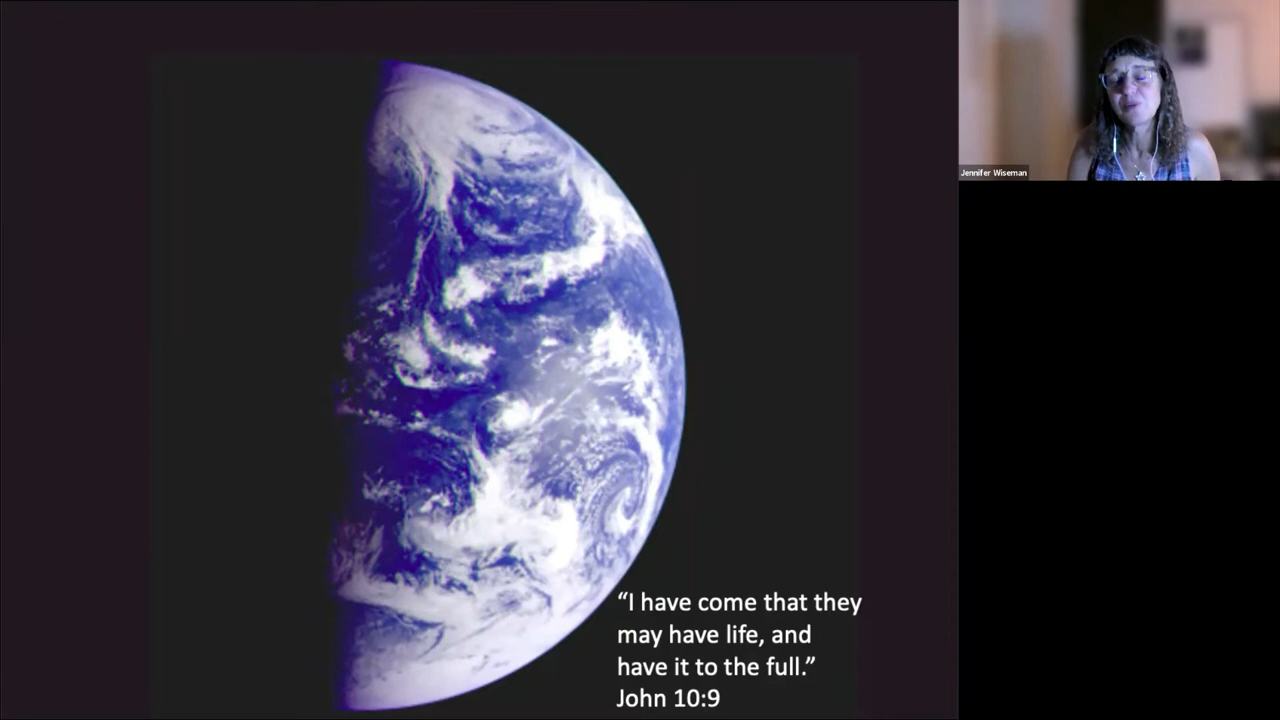 Jennifer Wiseman
“I have come that they
may have life, and
have it to the full.”
John 10:9